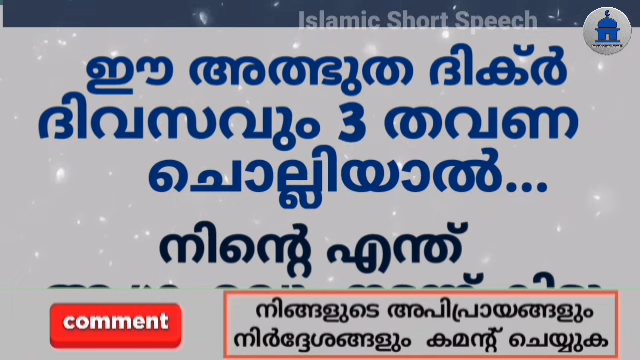 Islamic Short Speech
ഈ അത്ഭുത ദിക്ർ
ദിവസവും 3 തവണ
ചൊല്ലിയാൽ...
നിന്റെ എന്ത്
comment
നിങ്ങളുടെ അപിപ്രായങ്ങളും
നിർദ്ദേശങ്ങളും കമന്റ് ചെയ്യുക